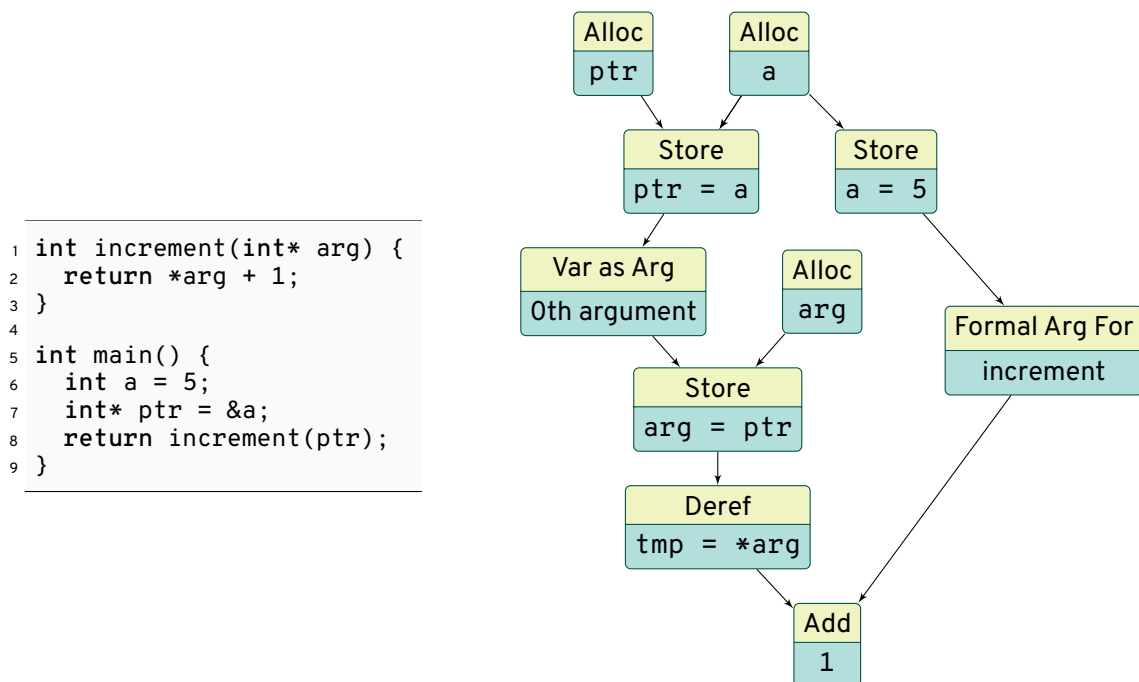 1 int increment(int* arg) {
2   return *arg + 1;
3 }
4
5 int main() {
6   int a = 5;
7   int* ptr = &a;
8   return increment(ptr);
9 }
Alloc
ptr
Alloc
a
Store
ptr = a
Store
a = 5
Var as Arg
0th argument
Alloc
arg
Formal Arg For
increment
Store
arg = ptr
Deref
tmp = *arg
Add
1